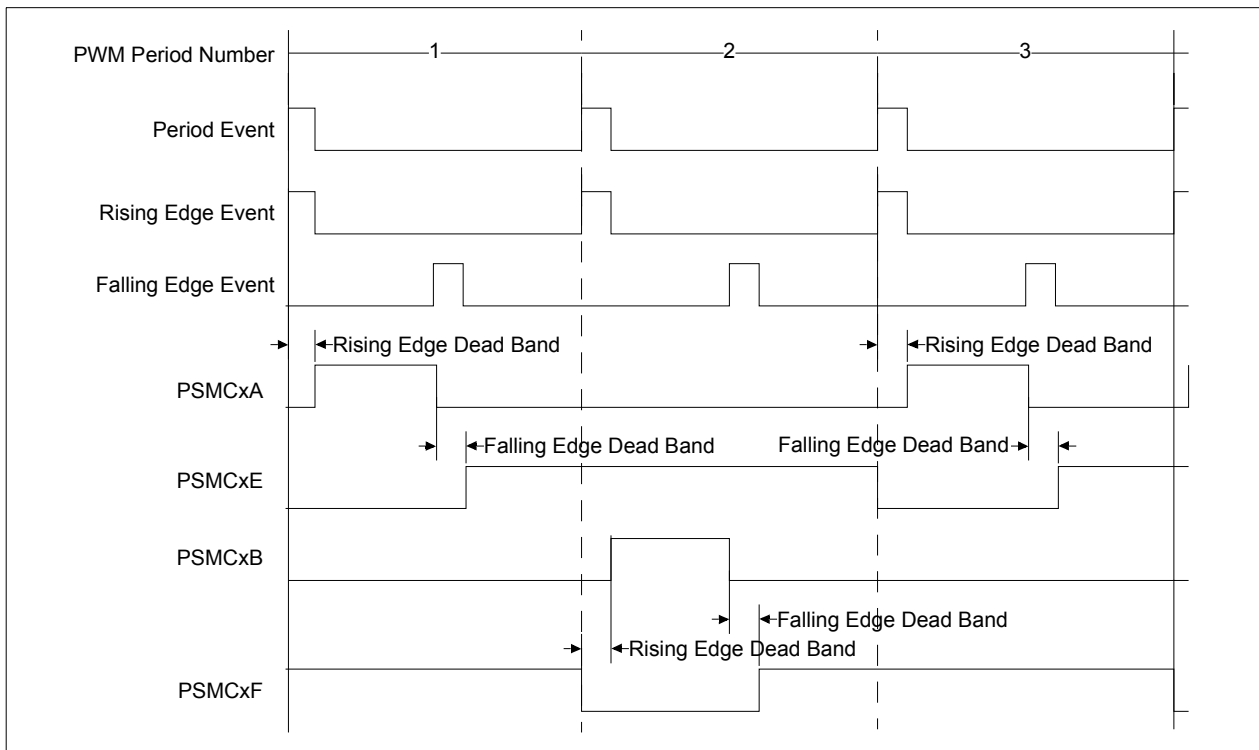 PWM Period Number
1
2
3
Period Event
Rising Edge Event
Falling Edge Event
Rising Edge Dead Band
Rising Edge Dead Band
PSMCxA
Falling Edge Dead Band
Falling Edge Dead Band
PSMCxE
PSMCxB
Falling Edge Dead Band
Rising Edge Dead Band
PSMCxF